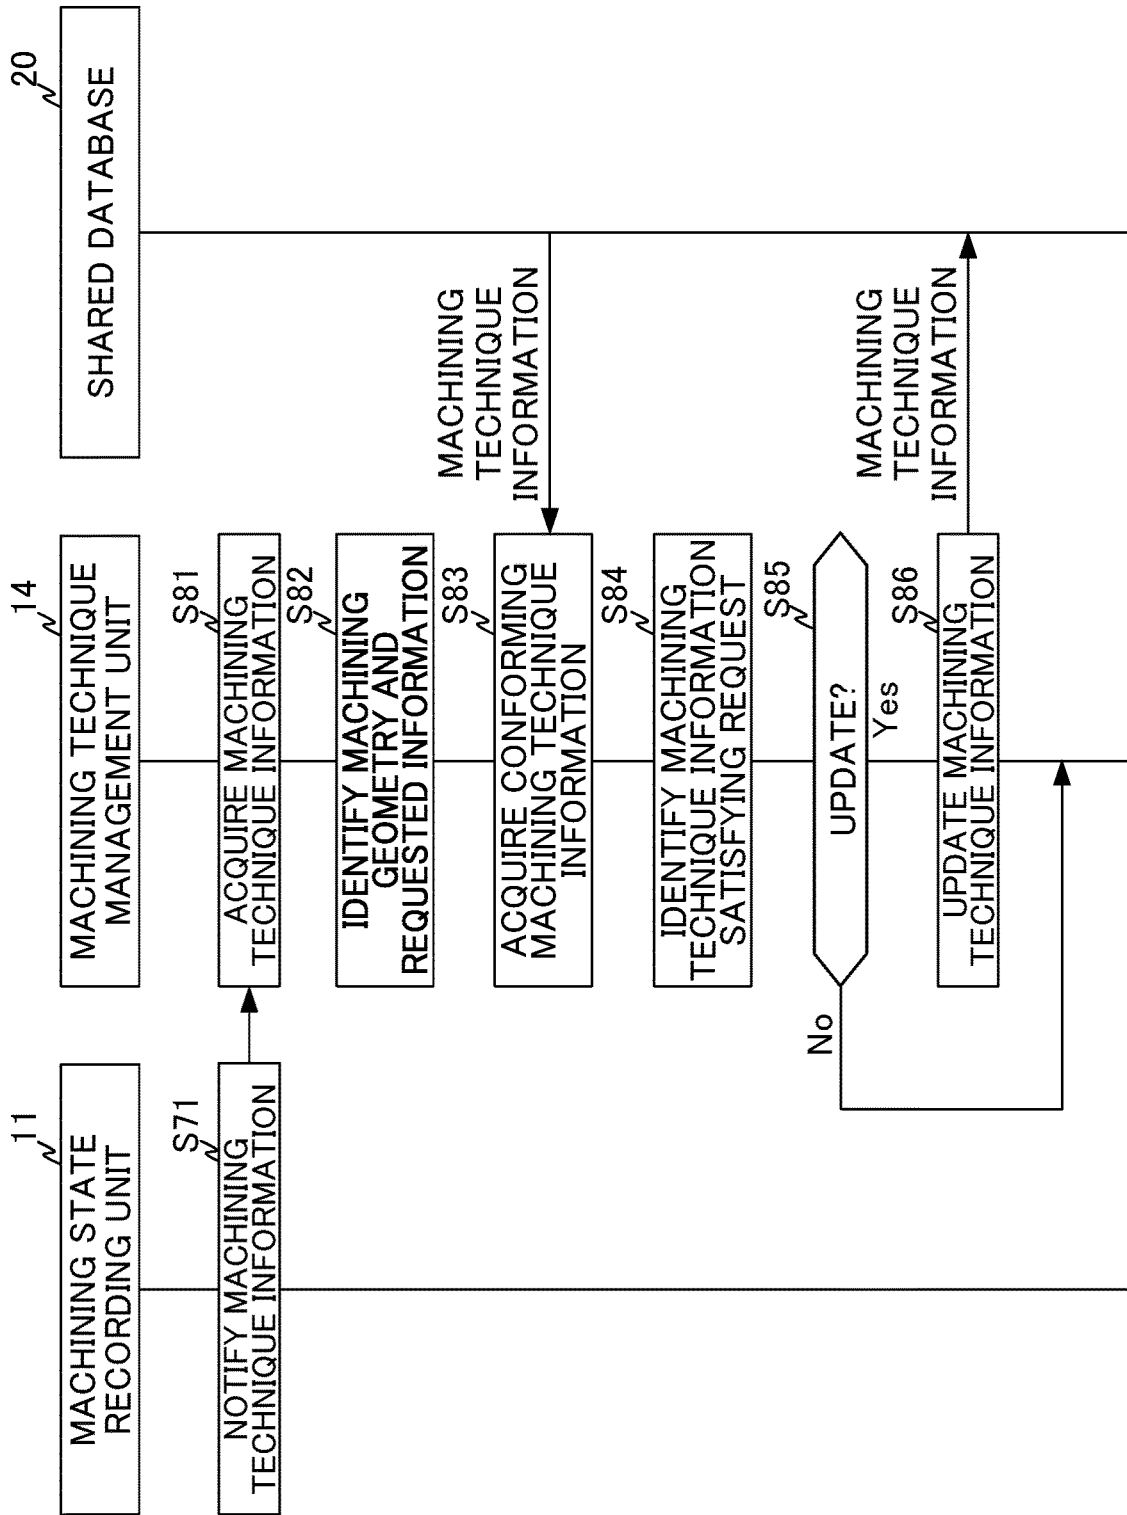 11
MACHINING STATE
RECORDING UNIT
14
MACHINING TECHNIQUE
MANAGEMENT UNIT
20
SHARED DATABASE
S71
NOTIFY MACHINING
TECHNIQUE INFORMATION
S81
ACQUIRE MACHINING
TECHNIQUE INFORMATION
S82
IDENTIFY MACHINING
GEOMETRY AND
REQUESTED INFORMATION
S83
ACQUIRE CONFORMING
MACHINING TECHNIQUE
INFORMATION
MACHINING
TECHNIQUE
INFORMATION
S84
IDENTIFY MACHINING
TECHNIQUE INFORMATION
SATISFYING REQUEST
S85
UPDATE?
No
Yes
S86
UPDATE MACHINING
TECHNIQUE INFORMATION
MACHINING
TECHNIQUE
INFORMATION